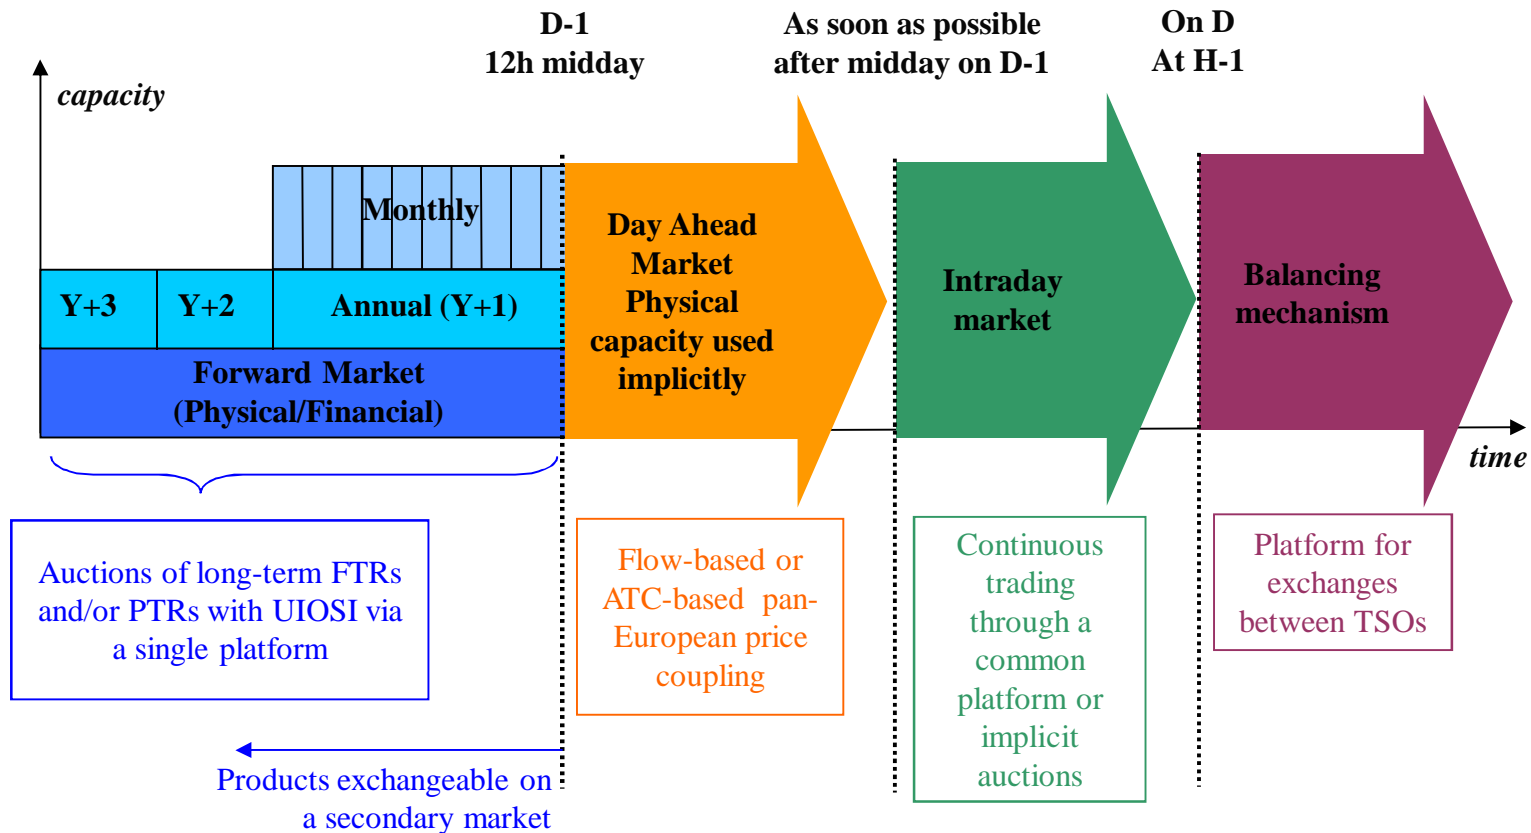 D-1
12h midday
As soon as possible
after midday on D-1
On D
At H-1
capacity
Monthly
Y+3
Y+2
Annual (Y+1)
Forward Market
(Physical/Financial)
Day Ahead
Market
Physical
capacity used
implicitly
Intraday
market
Balancing
mechanism
time
Auctions of long-term FTRs
and/or PTRs with UIOSI via
a single platform
Flow-based or
ATC-based pan-
European price
coupling
Continuous
trading
through a
common
platform or
implicit
auctions
Platform for
exchanges
between TSOs
Products exchangeable on
a secondary market